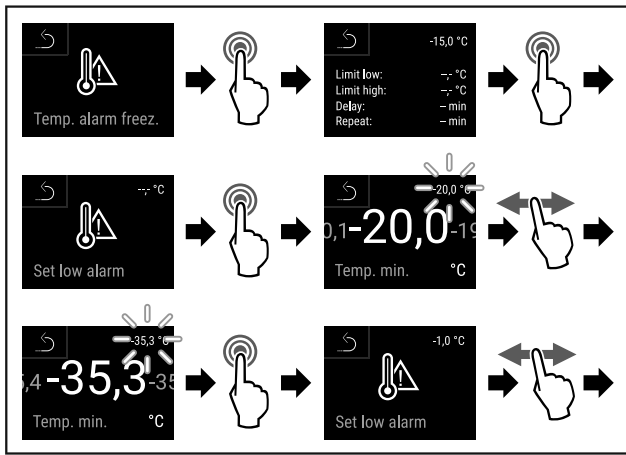 Temp. alarm freez.
-15,0 °C
Limit low: --,- °C
Limit high: --,- °C
Delay: -- min
Repeat: -- min
--,- °C
Set low alarm
-20,0 °C
0,1 -20,0 -19
Temp. min. °C
-35,3 °C
,4 -35,3 -35
Temp. min. °C
-1,0 °C
Set low alarm